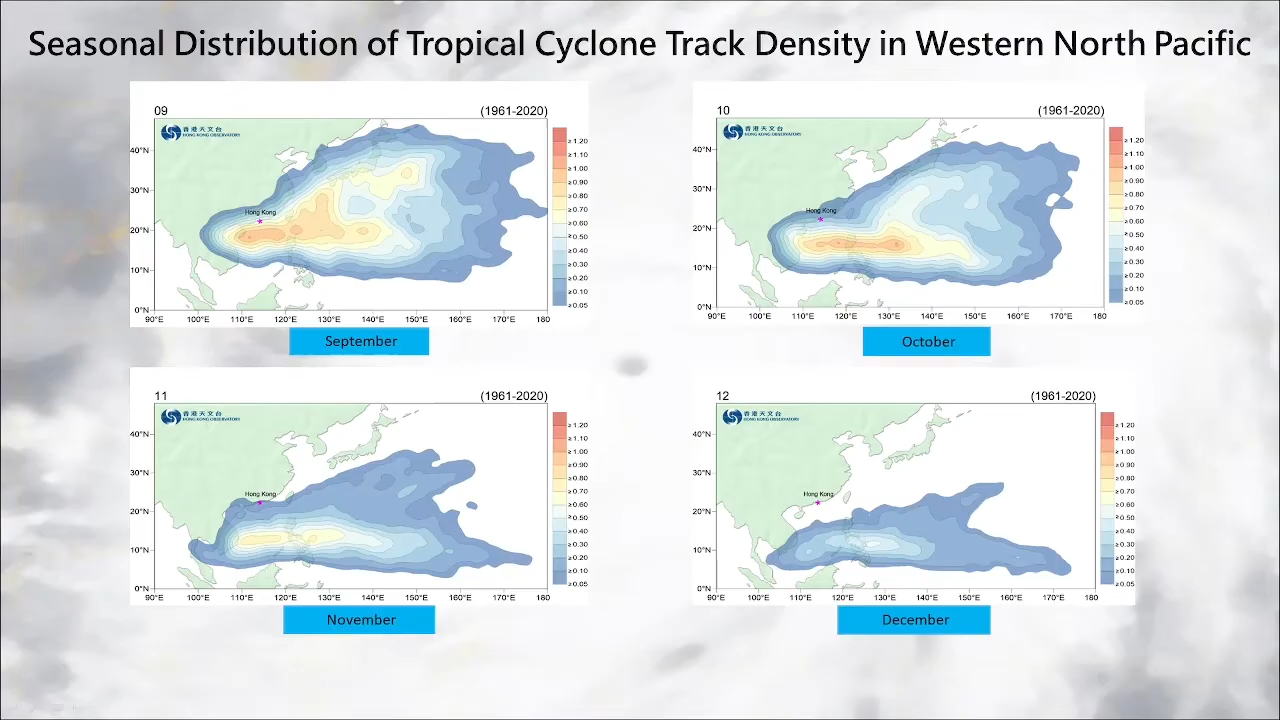 Seasonal Distribution of Tropical Cyclone Track Density in Western North Pacific
09 (1961-2020)
香港天文台
HONG KONG OBSERVATORY
40°N
30°N
20°N
10°N
0°N
Hong Kong
90°E 100°E 110°E 120°E 130°E 140°E 150°E 160°E 170°E 180
≥1.20
≥1.10
≥1.00
≥0.90
≥0.80
≥0.70
≥0.60
≥0.50
≥0.40
≥0.30
≥0.20
≥0.10
≥0.05
September
10 (1961-2020)
香港天文台
HONG KONG OBSERVATORY
40°N
30°N
20°N
10°N
0°N
Hong Kong
90°E 100°E 110°E 120°E 130°E 140°E 150°E 160°E 170°E 180
≥1.20
≥1.10
≥1.00
≥0.90
≥0.80
≥0.70
≥0.60
≥0.50
≥0.40
≥0.30
≥0.20
≥0.10
≥0.05
October
11 (1961-2020)
香港天文台
HONG KONG OBSERVATORY
40°N
30°N
20°N
10°N
0°N
Hong Kong
90°E 100°E 110°E 120°E 130°E 140°E 150°E 160°E 170°E 180
≥1.20
≥1.10
≥1.00
≥0.90
≥0.80
≥0.70
≥0.60
≥0.50
≥0.40
≥0.30
≥0.20
≥0.10
≥0.05
November
12 (1961-2020)
香港天文台
HONG KONG OBSERVATORY
40°N
30°N
20°N
10°N
0°N
Hong Kong
90°E 100°E 110°E 120°E 130°E 140°E 150°E 160°E 170°E 180
≥1.20
≥1.10
≥1.00
≥0.90
≥0.80
≥0.70
≥0.60
≥0.50
≥0.40
≥0.30
≥0.20
≥0.10
≥0.05
December